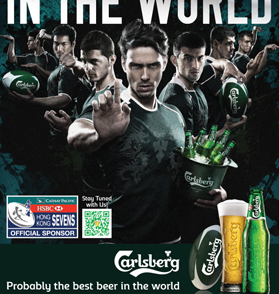 IN THE WORLD
Carlsberg
Carlsberg
Carlsberg
CATHAY PACIFIC
HSBC
HONG KONG SEVENS
OFFICIAL SPONSOR
Stay Tuned
with Us!
Carlsberg
Carlsberg
Probably the best beer in the world